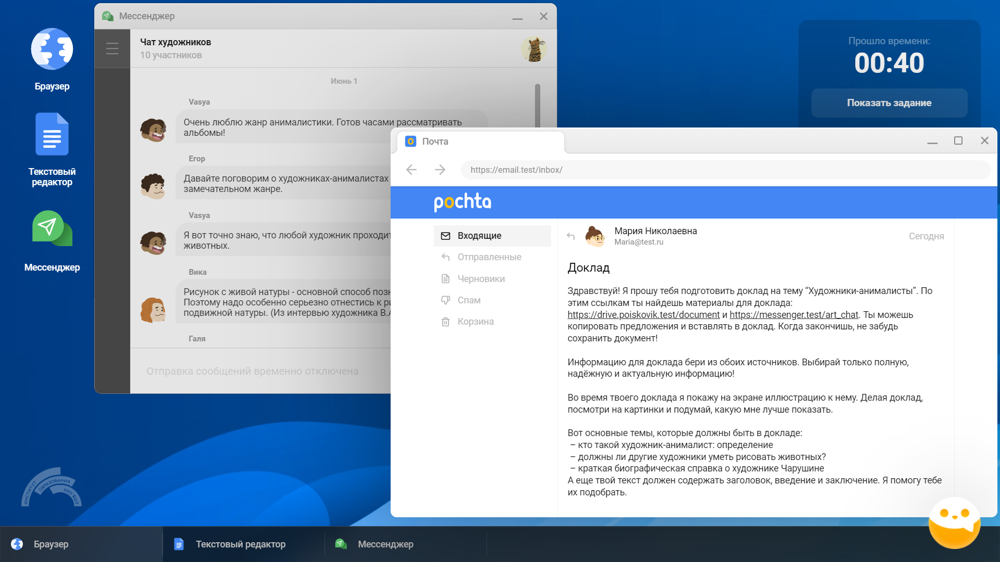 Браузер
Текстовый
редактор
Мессенджер
ИНСТИТУТ
ОБРАЗОВАНИЯ
НИУ ВШЭ
Мессенджер
Чат художников
10 участников
Июнь 1
Vasya
Очень люблю жанр анималистики. Готов часами рассматривать
альбомы!
Егор
Давайте поговорим о художниках-анималистах
замечательном жанре.
Vasya
Я вот точно знаю, что любой художник проходит
животных.
Вика
Рисунок с живой натуры - основной способ позн
Поэтому надо особенно серьезно отнестись к ри
подвижной натуры. (Из интервью художника В.А
Галя
Отправка сообщений временно отключена
Прошло времени:
00:40
Показать задание
Почта
https://email.test/inbox/
pochta
Входящие
Отправленные
Черновики
Спам
Корзина
Мария Николаевна
Maria@test.ru
Сегодня
Доклад
Здравствуй! Я прошу тебя подготовить доклад на тему “Художники-анималисты”. По
этим ссылкам ты найдешь материалы для доклада:
https://drive.poiskovik.test/document и https://messenger.test/art_chat. Ты можешь
копировать предложения и вставлять в доклад. Когда закончишь, не забудь
сохранить документ!
Информацию для доклада бери из обоих источников. Выбирай только полную,
надёжную и актуальную информацию!
Во время твоего доклада я покажу на экране иллюстрацию к нему. Делая доклад,
посмотри на картинки и подумай, какую мне лучше показать.
Вот основные темы, которые должны быть в докладе:
– кто такой художник-анималист: определение
– должны ли другие художники уметь рисовать животных?
– краткая биографическая справка о художнике Чарушине
А еще твой текст должен содержать заголовок, введение и заключение. Я помогу тебе
их подобрать.
Браузер
Текстовый редактор
Мессенджер